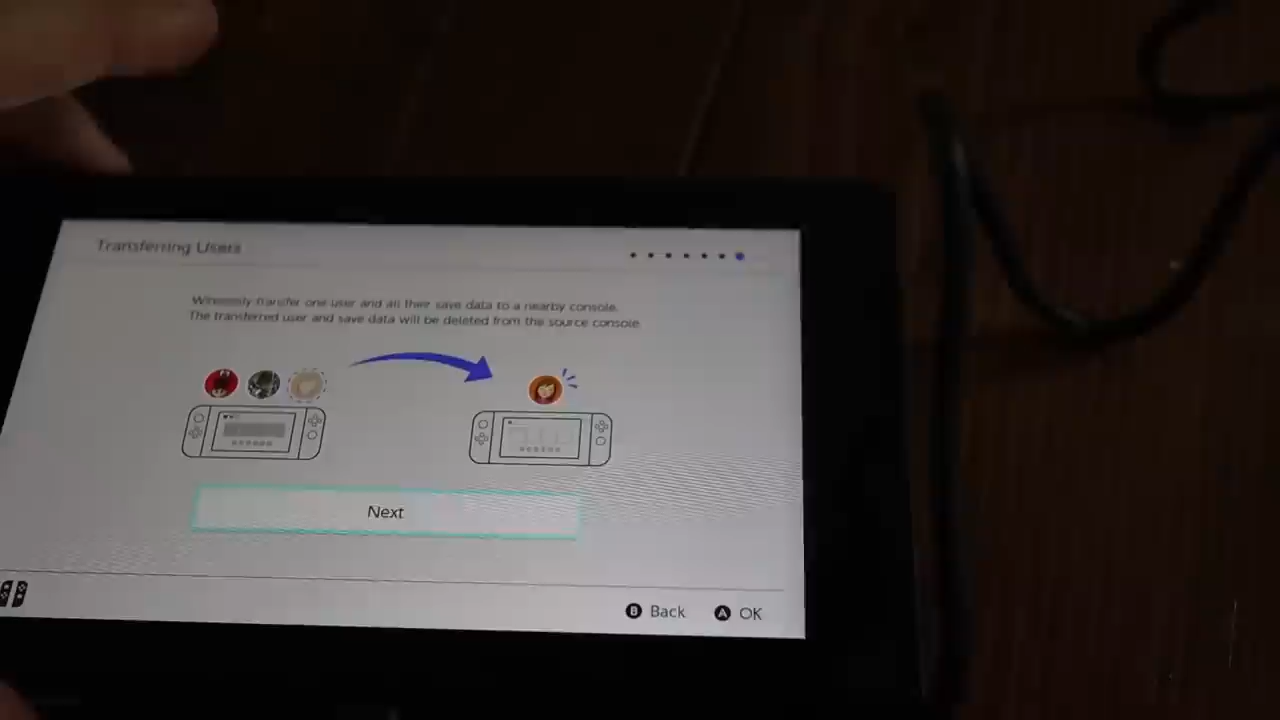 Transferring Users
Wirelessly transfer one user and all their save data to a nearby console.
The transferred user and save data will be deleted from the source console.
Next
B Back A OK